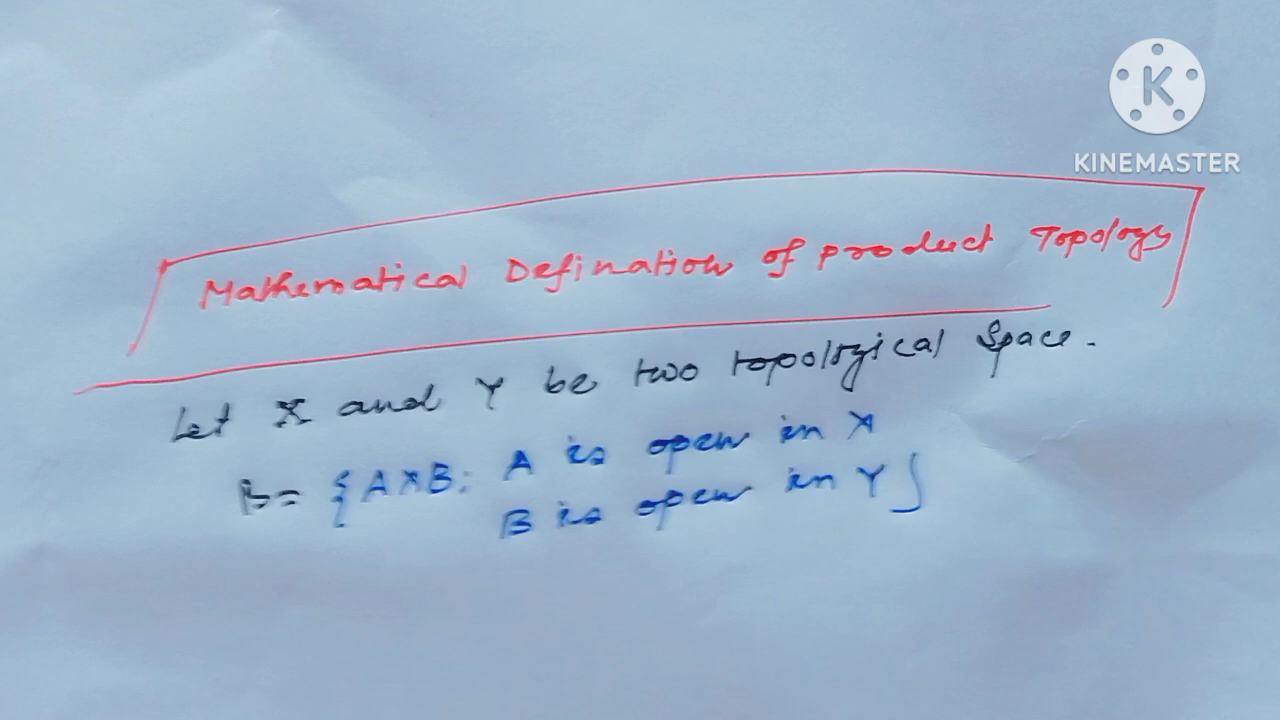 K
KINEMASTER
Mathematical Defination of product Topology
Let X and Y be two topological space.
B = { A×B: A is open in X
B is open in Y }